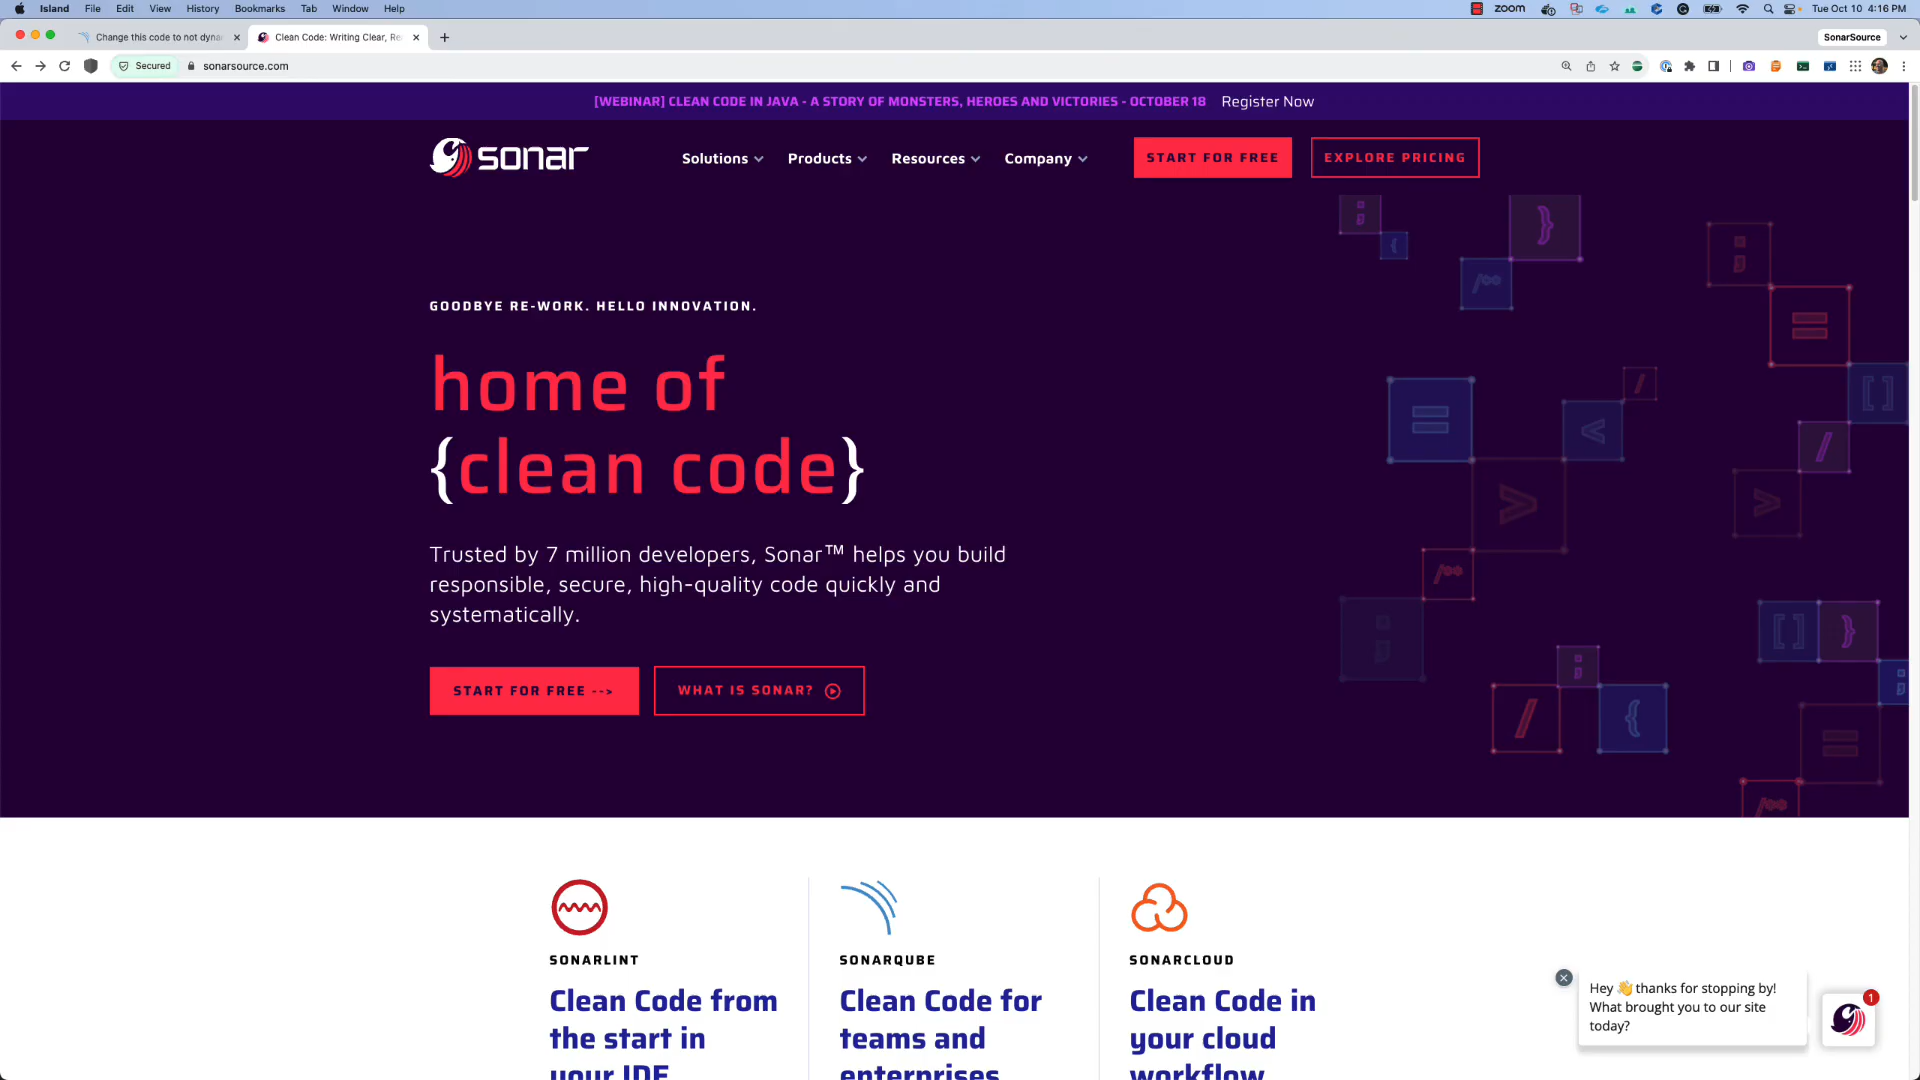 Island File Edit View History Bookmarks Tab Window Help
zoom
Tue Oct 10 4:16 PM
Change this code to not dyna
Clean Code: Writing Clear, Re
SonarSource
Secured
sonarsource.com
[WEBINAR] CLEAN CODE IN JAVA - A STORY OF MONSTERS, HEROES AND VICTORIES - OCTOBER 18 Register Now
sonar
Solutions
Products
Resources
Company
START FOR FREE
EXPLORE PRICING
GOODBYE RE-WORK. HELLO INNOVATION.
home of
{clean code}
Trusted by 7 million developers, Sonar™ helps you build
responsible, secure, high-quality code quickly and
systematically.
START FOR FREE -->
WHAT IS SONAR?
SONARLINT
Clean Code from
the start in
your IDE
SONARQUBE
Clean Code for
teams and
enterprises
SONARCLOUD
Clean Code in
your cloud
workflow
Hey 👋 thanks for stopping by!
What brought you to our site
today?
1